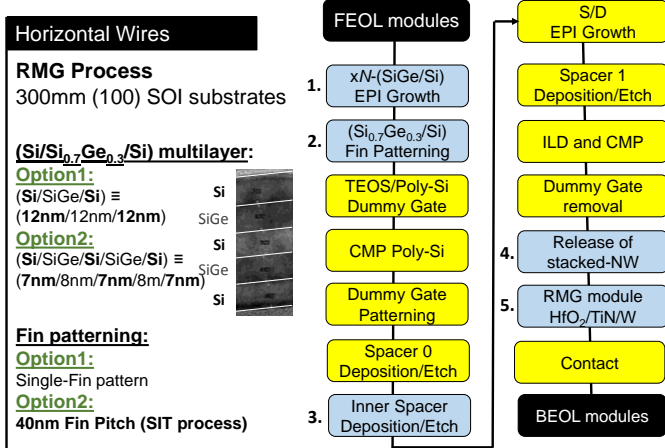 Horizontal Wires
RMG Process
300mm (100) SOI substrates
(Si/Si0.7Ge0.3/Si) multilayer:
Option1:
(Si/SiGe/Si) ≡
(12nm/12nm/12nm)
Option2:
(Si/SiGe/Si/SiGe/Si) ≡
(7nm/8nm/7nm/8m/7nm)
Si
SiGe
Si
SiGe
Si
Fin patterning:
Option1:
Single-Fin pattern
Option2:
40nm Fin Pitch (SIT process)
FEOL modules
1.
xN-(SiGe/Si)
EPI Growth
2.
(Si0.7Ge0.3/Si)
Fin Patterning
TEOS/Poly-Si
Dummy Gate
CMP Poly-Si
Dummy Gate
Patterning
Spacer 0
Deposition/Etch
3.
Inner Spacer
Deposition/Etch
S/D
EPI Growth
Spacer 1
Deposition/Etch
ILD and CMP
Dummy Gate
removal
4.
Release of
stacked-NW
5.
RMG module
HfO2/TiN/W
Contact
BEOL modules